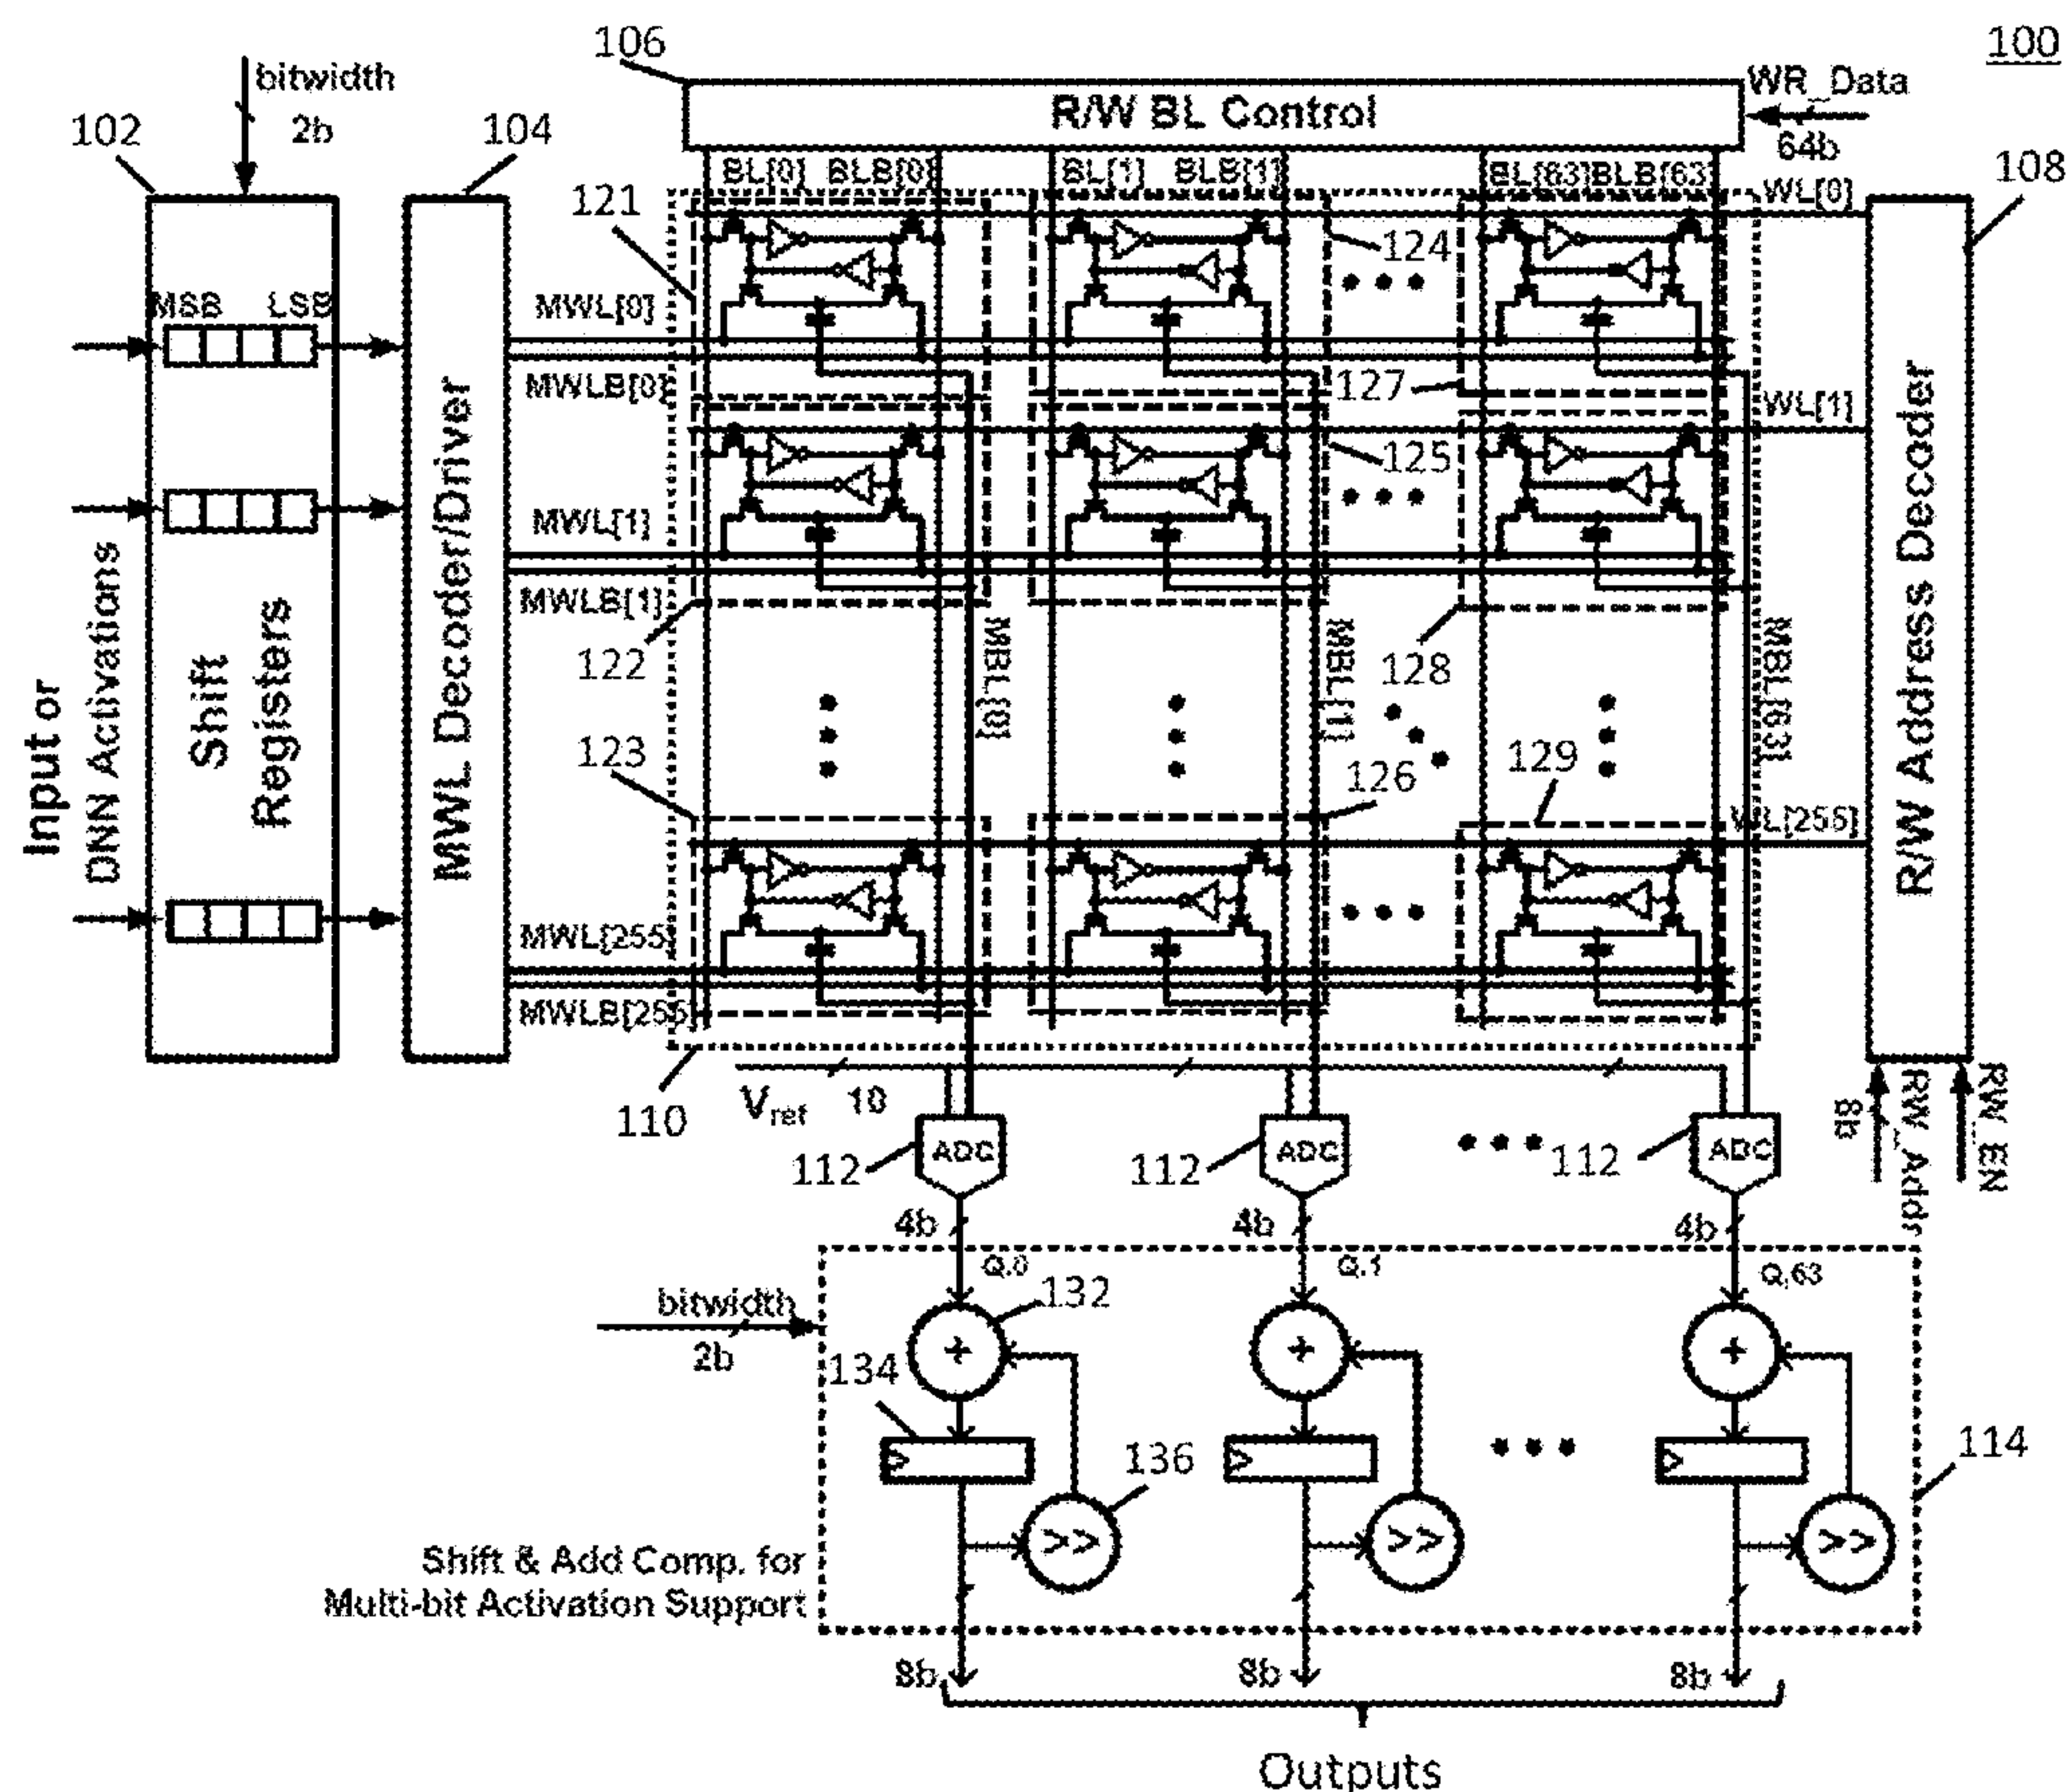 106
100
bitwidth
2b
WR_Data
64b
R/W BL Control
102
104
108
BL[0] BLB[0]
BL[1] BLB[1]
BL[63] BLB[63]
WL[0]
121
124
MSB LSB
MWL[0]
MWLB[0]
127
WL[1]
125
MWL[1]
MWLB[1]
122
128
MBL[0]
MBL[1]
MBL[63]
123
126
129
WL[255]
MWL[255]
MWLB[255]
Input or
DNN Activations
Shift
Registers
MWL Decoder/Driver
R/W Address Decoder
110
Vref 10
8b
RW_Addr
RW_EN
112
ADC
112
ADC
112
ADC
4b
4b
4b
Q,0
Q,1
Q,63
bitwidth
2b
132
+
+
+
134
136
114
>>
>>
>>
Shift & Add Comp. for
Multi-bit Activation Support
8b
8b
8b
Outputs